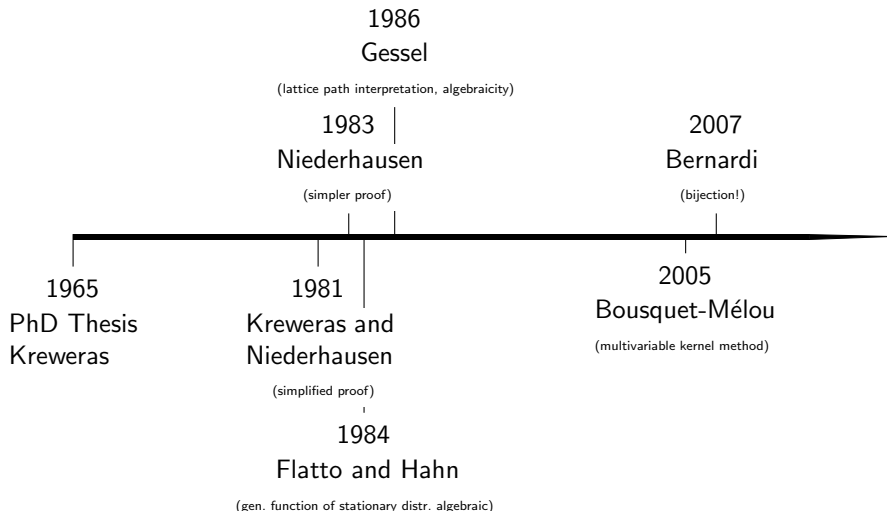 1986
Gessel
(lattice path interpretation, algebraicity)
1983
Niederhausen
(simpler proof)
2007
Bernardi
(bijection!)
1965
PhD Thesis
Kreweras
1981
Kreweras and
Niederhausen
(simplified proof)
1984
Flatto and Hahn
(gen. function of stationary distr. algebraic)
2005
Bousquet-Mélou
(multivariable kernel method)